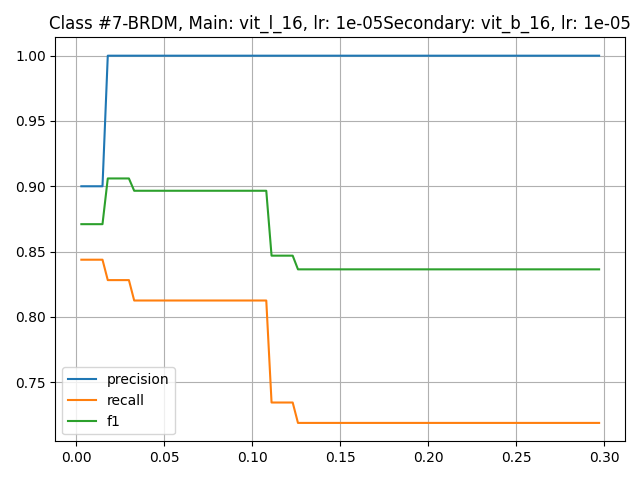 Class #7-BRDM, Main: vit_l_16, lr: 1e-05Secondary: vit_b_16, lr: 1e-05
1.00
0.95
0.90
0.85
0.80
0.75
precision
recall
f1
0.00 0.05 0.10 0.15 0.20 0.25 0.30